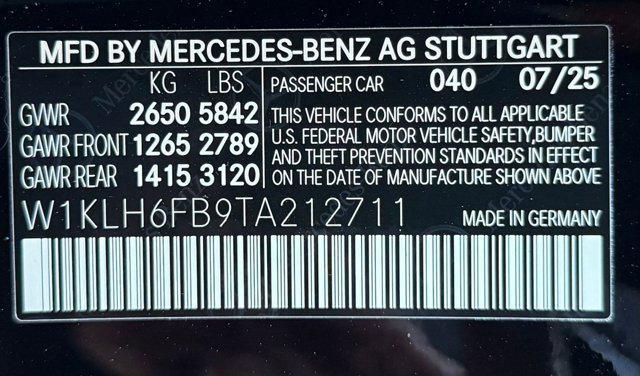 MFD BY MERCEDES-BENZ AG STUTTGART
KG LBS
PASSENGER CAR 040 07/25
GVWR 2650 5842
GAWR FRONT 1265 2789
GAWR REAR 1415 3120
THIS VEHICLE CONFORMS TO ALL APPLICABLE
U.S. FEDERAL MOTOR VEHICLE SAFETY,BUMPER
AND THEFT PREVENTION STANDARDS IN EFFECT
ON THE DATE OF MANUFACTURE SHOWN ABOVE
W1KLH6FB9TA212711
MADE IN GERMANY